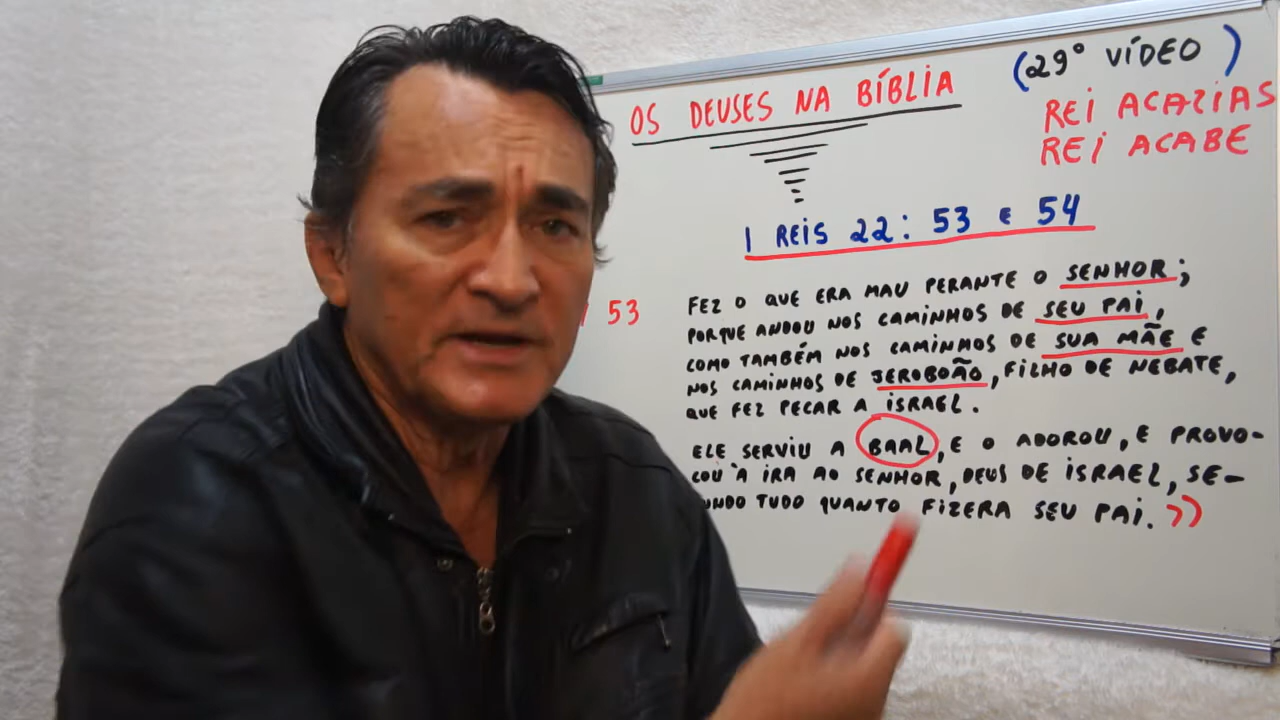 OS DEUSES NA BÍBLIA
(29º VÍDEO)
REI ACAZIAS
REI ACABE
1 REIS 22: 53 E 54
53
FEZ O QUE ERA MAU PERANTE O SENHOR;
PORQUE ANDOU NOS CAMINHOS DE SEU PAI,
COMO TAMBÉM NOS CAMINHOS DE SUA MÃE E
NOS CAMINHOS DE JEROBOÃO, FILHO DE NEBATE,
QUE FEZ PECAR A ISRAEL.
ELE SERVIU A BAAL, E O ADOROU, E PROVO-
COU À IRA AO SENHOR, DEUS DE ISRAEL, SE-
TUDO QUANTO FIZERA SEU PAI. >>